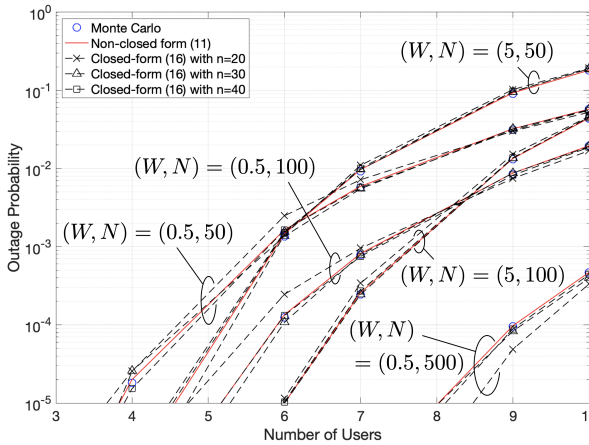 10^0
Monte Carlo
Non-closed form (11)
Closed-form (16) with n=20
Closed-form (16) with n=30
Closed-form (16) with n=40
(W, N) = (5, 50)
10^-1
10^-2
(W, N) = (0.5, 100)
Outage Probability
(W, N) = (0.5, 50)
10^-3
(W, N) = (5, 100)
10^-4
(W, N)
= (0.5, 500)
10^-5
3 4 5 6 7 8 9 1
Number of Users